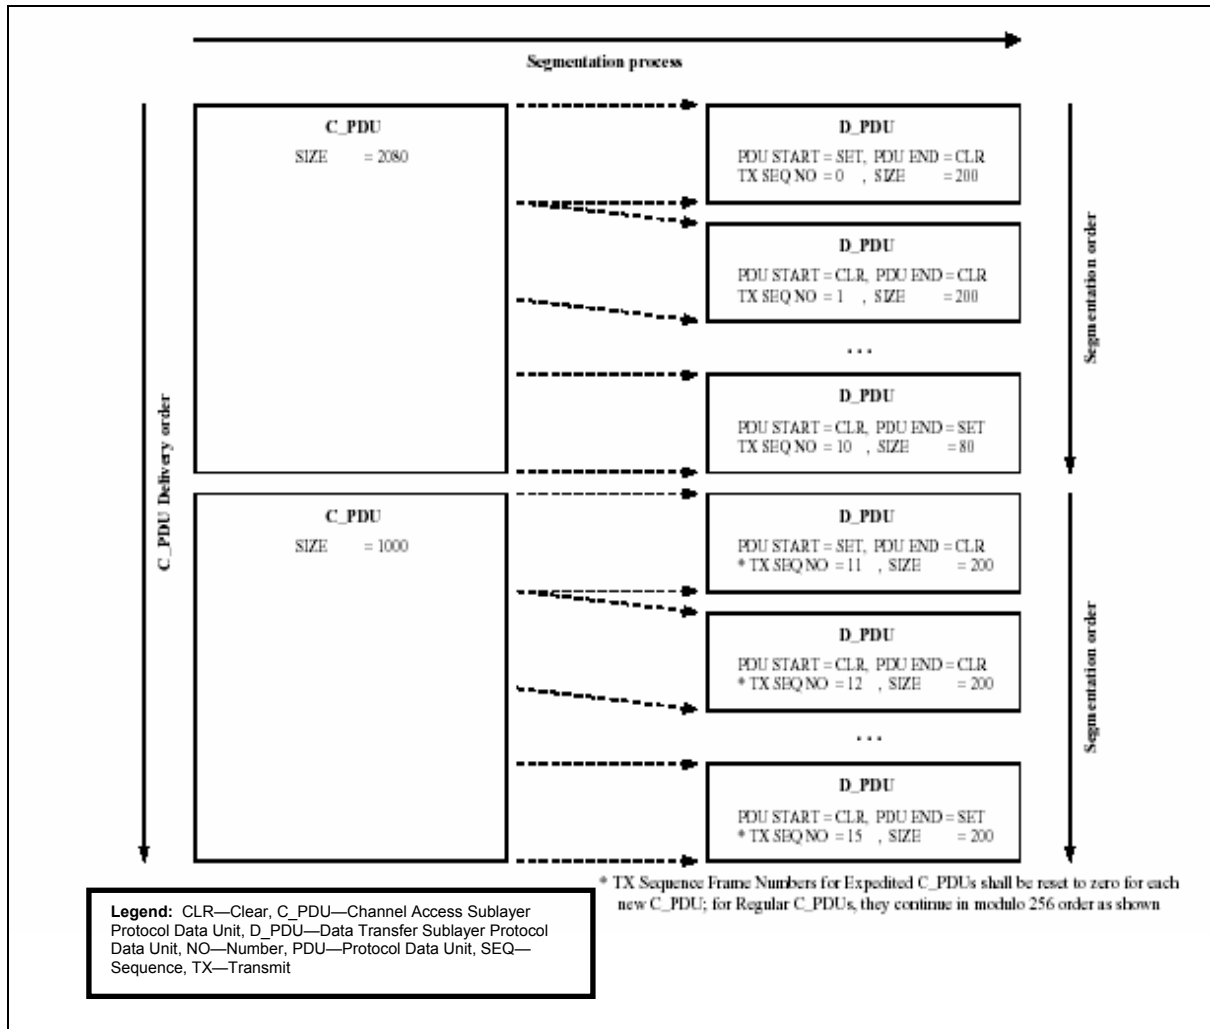 Segmentation process
C_PDU
SIZE = 2080
D_PDU
PDU START = SET, PDU END = CLR
TX SEQ NO = 0 , SIZE = 200
D_PDU
PDU START = CLR, PDU END = CLR
TX SEQ NO = 1 , SIZE = 200
...
D_PDU
PDU START = CLR, PDU END = SET
TX SEQ NO = 10 , SIZE = 80
Segmentation order
C_PDU Delivery order
C_PDU
SIZE = 1000
D_PDU
PDU START = SET, PDU END = CLR
* TX SEQ NO = 11 , SIZE = 200
D_PDU
PDU START = CLR, PDU END = CLR
* TX SEQ NO = 12 , SIZE = 200
...
D_PDU
PDU START = CLR, PDU END = SET
* TX SEQ NO = 15 , SIZE = 200
Segmentation order
* TX Sequence Frame Numbers for Expedited C_PDUs shall be reset to zero for each
new C_PDU; for Regular C_PDUs, they continue in modulo 256 order as shown
Legend: CLR—Clear, C_PDU—Channel Access Sublayer
Protocol Data Unit, D_PDU—Data Transfer Sublayer Protocol
Data Unit, NO—Number, PDU—Protocol Data Unit, SEQ—
Sequence, TX—Transmit